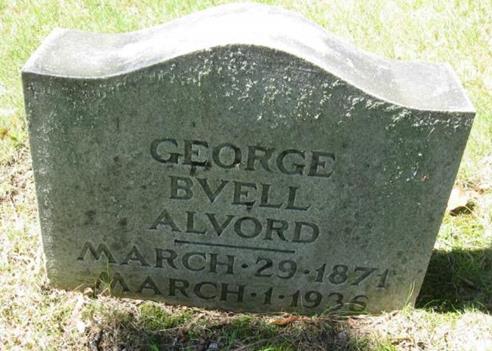 GEORGE
BVELL
ALVORD
MARCH·29·1871
MARCH·1·1936